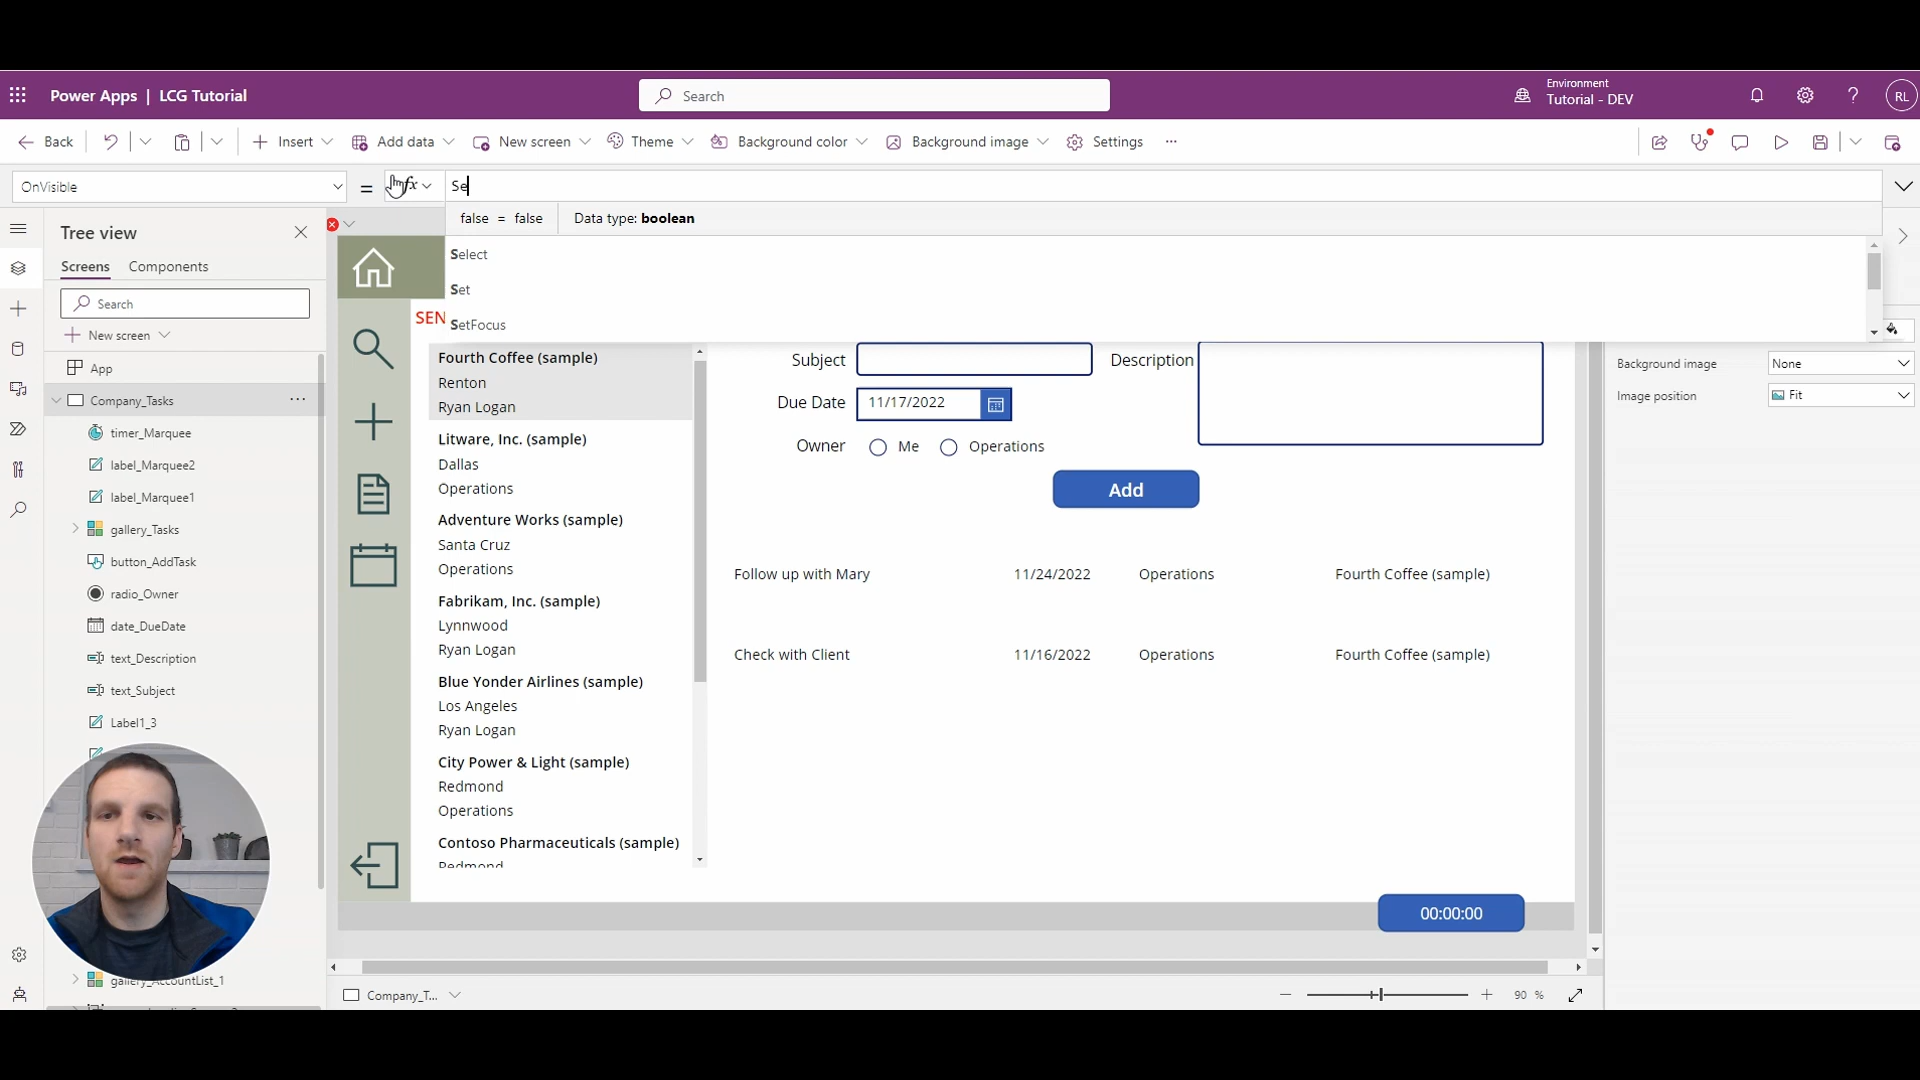 Power Apps | LCG Tutorial
Search
Environment
Tutorial - DEV
RL
Back
Insert
Add data
New screen
Theme
Background color
Background image
Settings
OnVisible
=
fx
Se
false = false
Data type: boolean
Select
Set
SetFocus
Tree view
Screens
Components
Search
New screen
App
Company_Tasks
timer_Marquee
label_Marquee2
label_Marquee1
gallery_Tasks
button_AddTask
radio_Owner
date_DueDate
text_Description
text_Subject
Label1_3
gallery_AccountList_1
SEN
Fourth Coffee (sample)
Renton
Ryan Logan
Litware, Inc. (sample)
Dallas
Operations
Adventure Works (sample)
Santa Cruz
Operations
Fabrikam, Inc. (sample)
Lynnwood
Ryan Logan
Blue Yonder Airlines (sample)
Los Angeles
Ryan Logan
City Power & Light (sample)
Redmond
Operations
Contoso Pharmaceuticals (sample)
Redmond
Subject
Description
Due Date
11/17/2022
Owner
Me
Operations
Add
Follow up with Mary
11/24/2022
Operations
Fourth Coffee (sample)
Check with Client
11/16/2022
Operations
Fourth Coffee (sample)
00:00:00
Background image
None
Image position
Fit
Company_T...
90 %